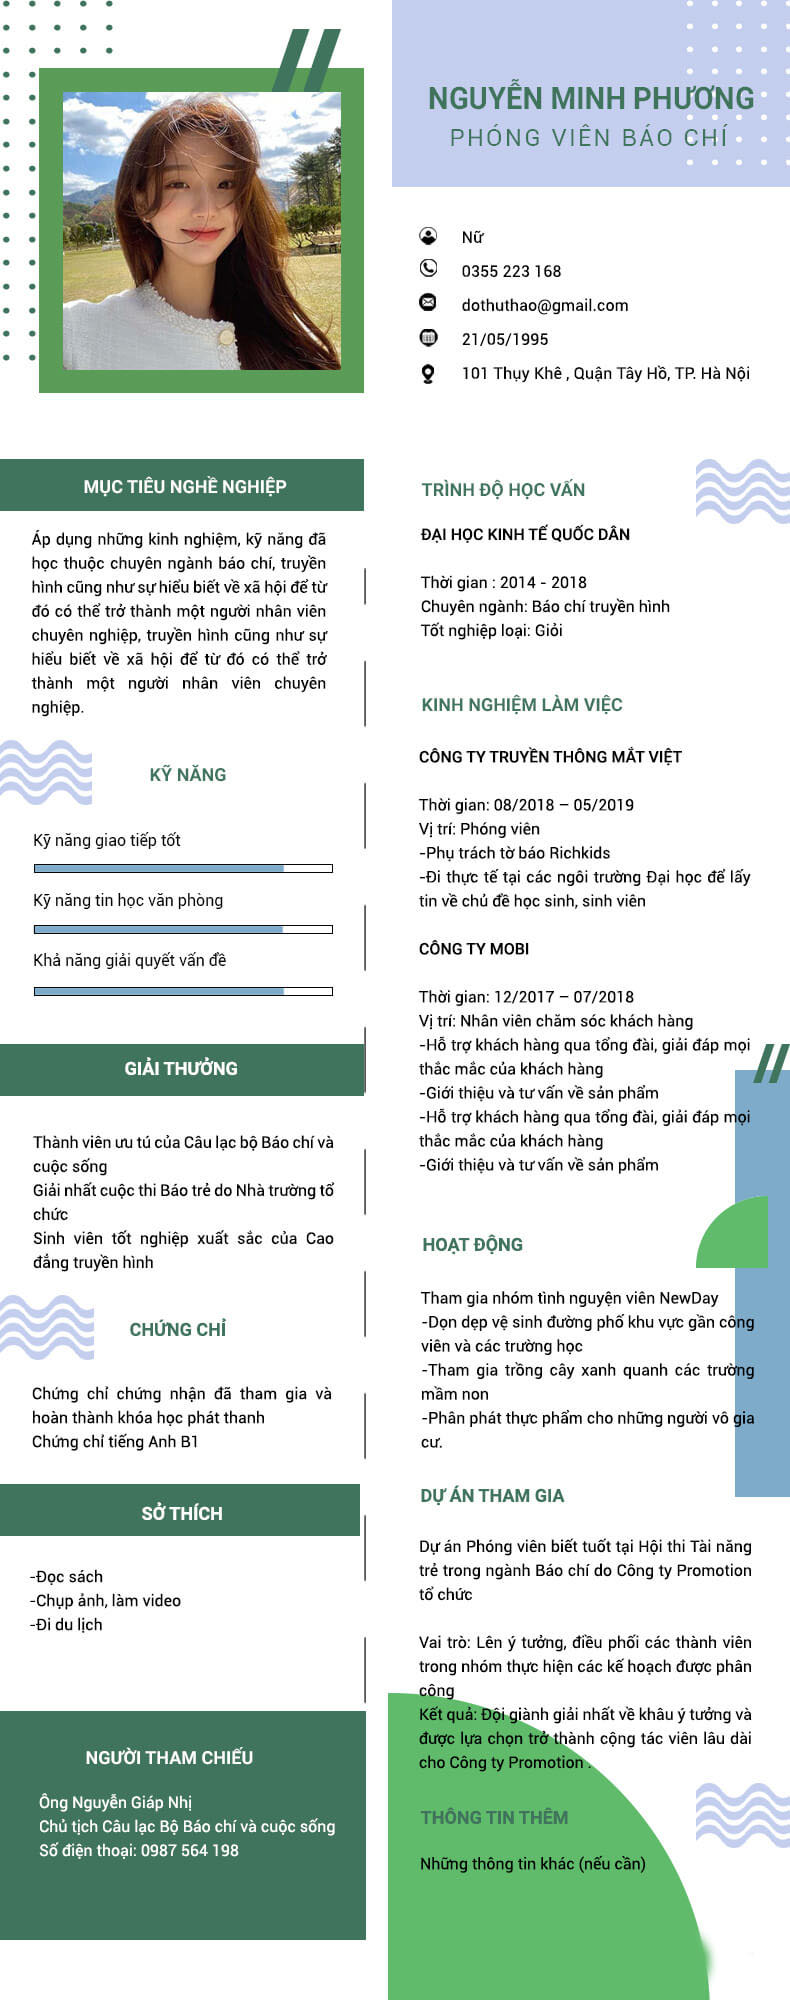 NGUYỄN MINH PHƯƠNG
PHÓNG VIÊN BÁO CHÍ
Nữ
0355 223 168
dothuthao@gmail.com
21/05/1995
101 Thụy Khê , Quận Tây Hồ, TP. Hà Nội
MỤC TIÊU NGHỀ NGHIỆP
Áp dụng những kinh nghiệm, kỹ năng đã
học thuộc chuyên ngành báo chí, truyền
hình cũng như sự hiểu biết về xã hội để từ
đó có thể trở thành một người nhân viên
chuyên nghiệp, truyền hình cũng như sự
hiểu biết về xã hội để từ đó có thể trở
thành một người nhân viên chuyên
nghiệp.
KỸ NĂNG
Kỹ năng giao tiếp tốt
Kỹ năng tin học văn phòng
Khả năng giải quyết vấn đề
GIẢI THƯỞNG
Thành viên ưu tú của Câu lạc bộ Báo chí và
cuộc sống
Giải nhất cuộc thi Báo trẻ do Nhà trường tổ
chức
Sinh viên tốt nghiệp xuất sắc của Cao
đẳng truyền hình
CHỨNG CHỈ
Chứng chỉ chứng nhận đã tham gia và
hoàn thành khóa học phát thanh
Chứng chỉ tiếng Anh B1
SỞ THÍCH
-Đọc sách
-Chụp ảnh, làm video
-Đi du lịch
NGƯỜI THAM CHIẾU
Ông Nguyễn Giáp Nhị
Chủ tịch Câu lạc Bộ Báo chí và cuộc sống
Số điện thoại: 0987 564 198
TRÌNH ĐỘ HỌC VẤN
ĐẠI HỌC KINH TẾ QUỐC DÂN
Thời gian : 2014 - 2018
Chuyên ngành: Báo chí truyền hình
Tốt nghiệp loại: Giỏi
KINH NGHIỆM LÀM VIỆC
CÔNG TY TRUYỀN THÔNG MẮT VIỆT
Thời gian: 08/2018 – 05/2019
Vị trí: Phóng viên
-Phụ trách tờ báo Richkids
-Đi thực tế tại các ngôi trường Đại học để lấy
tin về chủ đề học sinh, sinh viên
CÔNG TY MOBI
Thời gian: 12/2017 – 07/2018
Vị trí: Nhân viên chăm sóc khách hàng
-Hỗ trợ khách hàng qua tổng đài, giải đáp mọi
thắc mắc của khách hàng
-Giới thiệu và tư vấn về sản phẩm
-Hỗ trợ khách hàng qua tổng đài, giải đáp mọi
thắc mắc của khách hàng
-Giới thiệu và tư vấn về sản phẩm
HOẠT ĐỘNG
Tham gia nhóm tình nguyện viên NewDay
-Dọn dẹp vệ sinh đường phố khu vực gần công
viên và các trường học
-Tham gia trồng cây xanh quanh các trường
mầm non
-Phân phát thực phẩm cho những người vô gia
cư.
DỰ ÁN THAM GIA
Dự án Phóng viên biết tuốt tại Hội thi Tài năng
trẻ trong ngành Báo chí do Công ty Promotion
tổ chức
Vai trò: Lên ý tưởng, điều phối các thành viên
trong nhóm thực hiện các kế hoạch được phân
công
Kết quả: Đội giành giải nhất về khâu ý tưởng và
được lựa chọn trở thành cộng tác viên lâu dài
cho Công ty Promotion .
THÔNG TIN THÊM
Những thông tin khác (nếu cần)